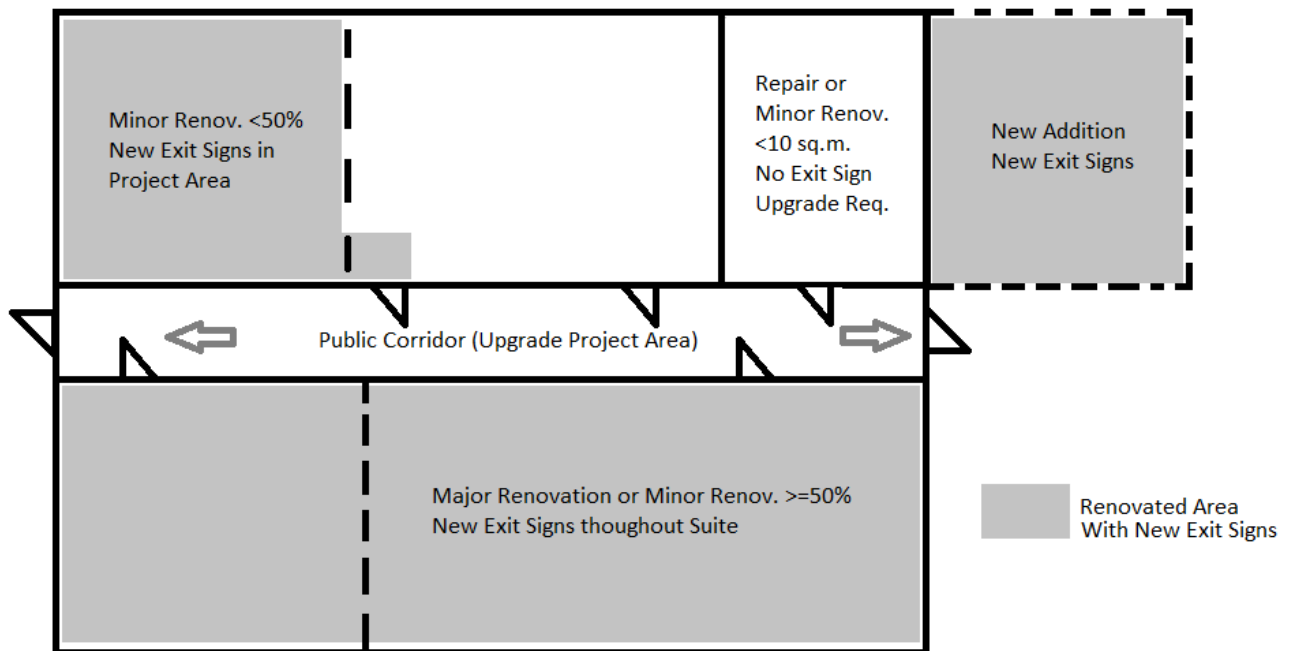 Minor Renov. <50%
New Exit Signs in
Project Area
Repair or
Minor Renov.
<10 sq.m.
No Exit Sign
Upgrade Req.
New Addition
New Exit Signs
Public Corridor (Upgrade Project Area)
Major Renovation or Minor Renov. >=50%
New Exit Signs thoughout Suite
Renovated Area
With New Exit Signs